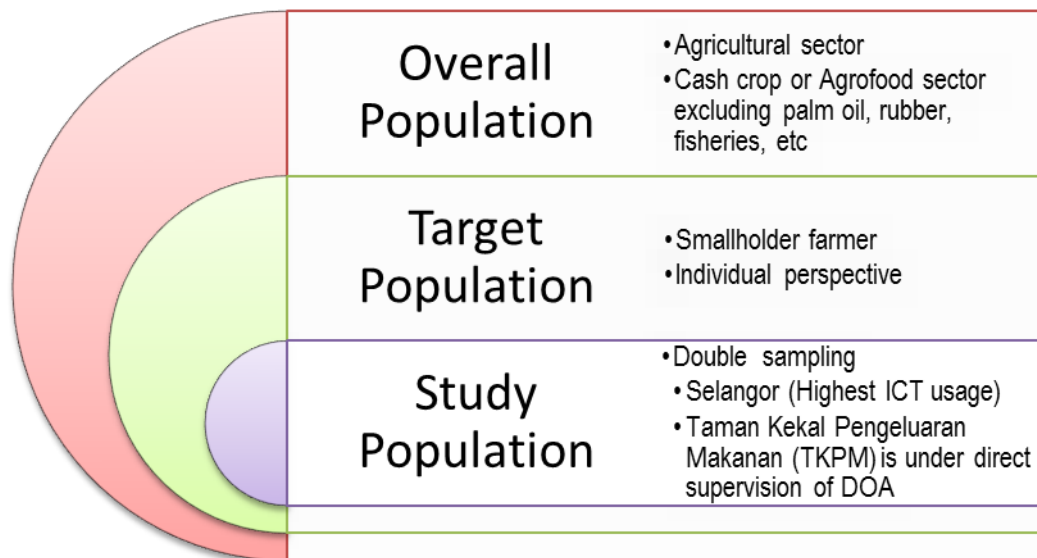 Overall
Population
•Agricultural sector
•Cash crop or Agrofood sector
excluding palm oil, rubber,
fisheries, etc
Target
Population
•Smallholder farmer
•Individual perspective
Study
Population
•Double sampling
•Selangor (Highest ICT usage)
•Taman Kekal Pengeluaran
Makanan (TKPM) is under direct
supervision of DOA